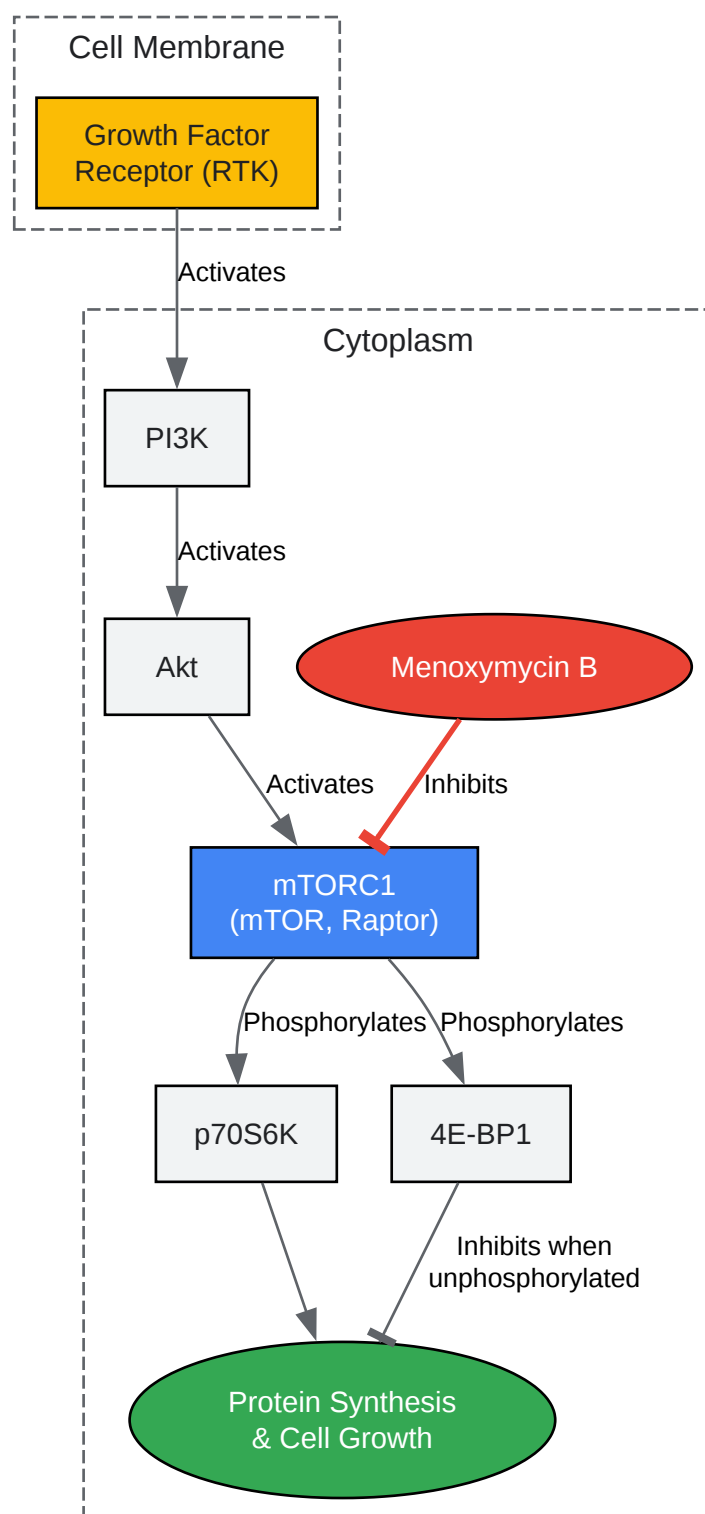 Cell Membrane
Growth Factor
Receptor (RTK)
Activates
Cytoplasm
PI3K
Activates
Akt
Menoxymycin B
Activates
Inhibits
mTORC1
(mTOR, Raptor)
Phosphorylates
Phosphorylates
p70S6K
4E-BP1
Inhibits when
unphosphorylated
Protein Synthesis
& Cell Growth